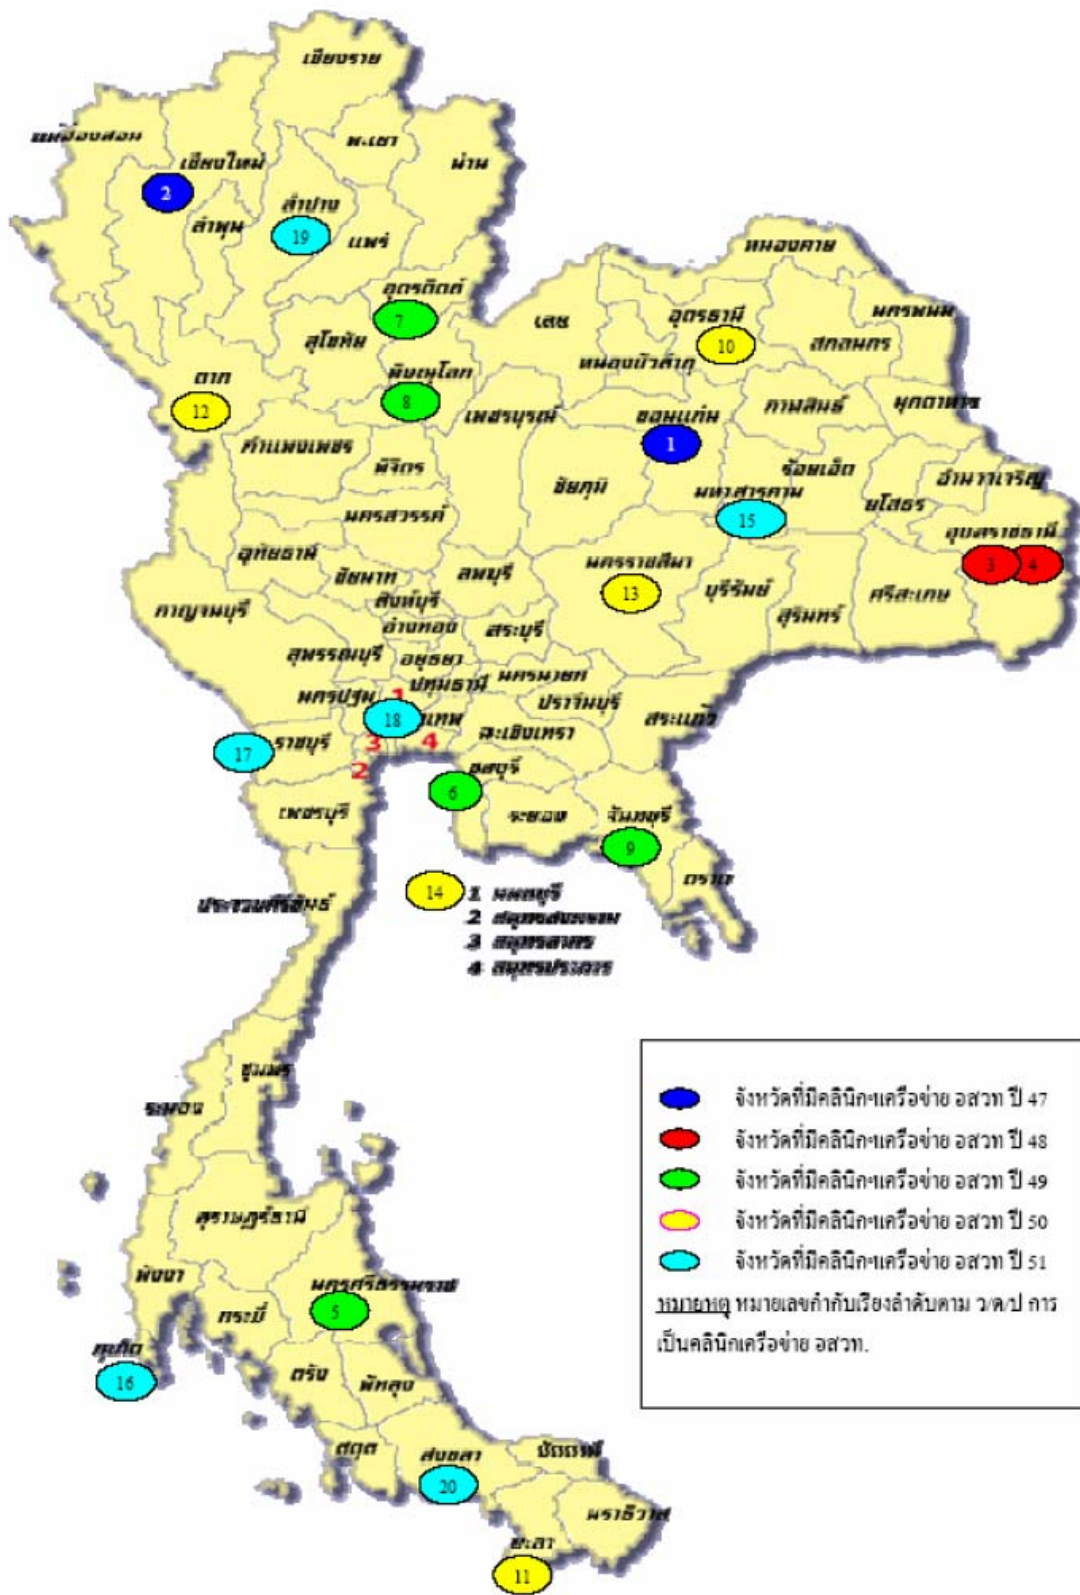 เชียงราย
แม่ฮ่องสอน
พะเยา
เชียงใหม่
น่าน
2
ลำปาง
ลำพูน
19
แพร่
หนองคาย
อุตรดิตถ์
7
เลย
อุดรธานี
นครพนม
สุโขทัย
10
สกลนคร
พิษณุโลก
หนองบัวลำภู
ตาก
8
12
เพชรบูรณ์
ขอนแก่น
กาฬสินธุ์
มุกดาหาร
กำแพงเพชร
1
พิจิตร
ร้อยเอ็ด
อำนาจเจริญ
ชัยภูมิ
มหาสารคาม
ยโสธร
นครสวรรค์
15
อุบลราชธานี
อุทัยธานี
ชัยนาท
ลพบุรี
นครราชสีมา
3
4
13
บุรีรัมย์
ศรีสะเกษ
กาญจนบุรี
สิงห์บุรี
สุรินทร์
อ่างทอง
สระบุรี
สุพรรณบุรี
อยุธยา
นครนายก
นครปฐม
1
ปทุมธานี
ปราจีนบุรี
18
เทพ
สระแก้ว
17
ราชบุรี
3
4
ฉะเชิงเทรา
2
ชลบุรี
6
เพชรบุรี
ระยอง
จันทบุรี
9
ตราด
14
1 นนทบุรี
2 สมุทรสงคราม
3 สมุทรสาคร
4 สมุทรปราการ
ประจวบคีรีขันธ์
ชุมพร
ระนอง
สุราษฎร์ธานี
พังงา
นครศรีธรรมราช
กระบี่
5
ภูเก็ต
16
ตรัง
พัทลุง
สตูล
สงขลา
ปัตตานี
20
นราธิวาส
ยะลา
11
จังหวัดที่มีคลินิกฯเครือข่าย อสวท ปี 47
จังหวัดที่มีคลินิกฯเครือข่าย อสวท ปี 48
จังหวัดที่มีคลินิกฯเครือข่าย อสวท ปี 49
จังหวัดที่มีคลินิกฯเครือข่าย อสวท ปี 50
จังหวัดที่มีคลินิกฯเครือข่าย อสวท ปี 51
หมายเหตุ หมายเลขกำกับเรียงลำดับตาม ว/ด/ป การ
เป็นคลินิกเครือข่าย อสวท.